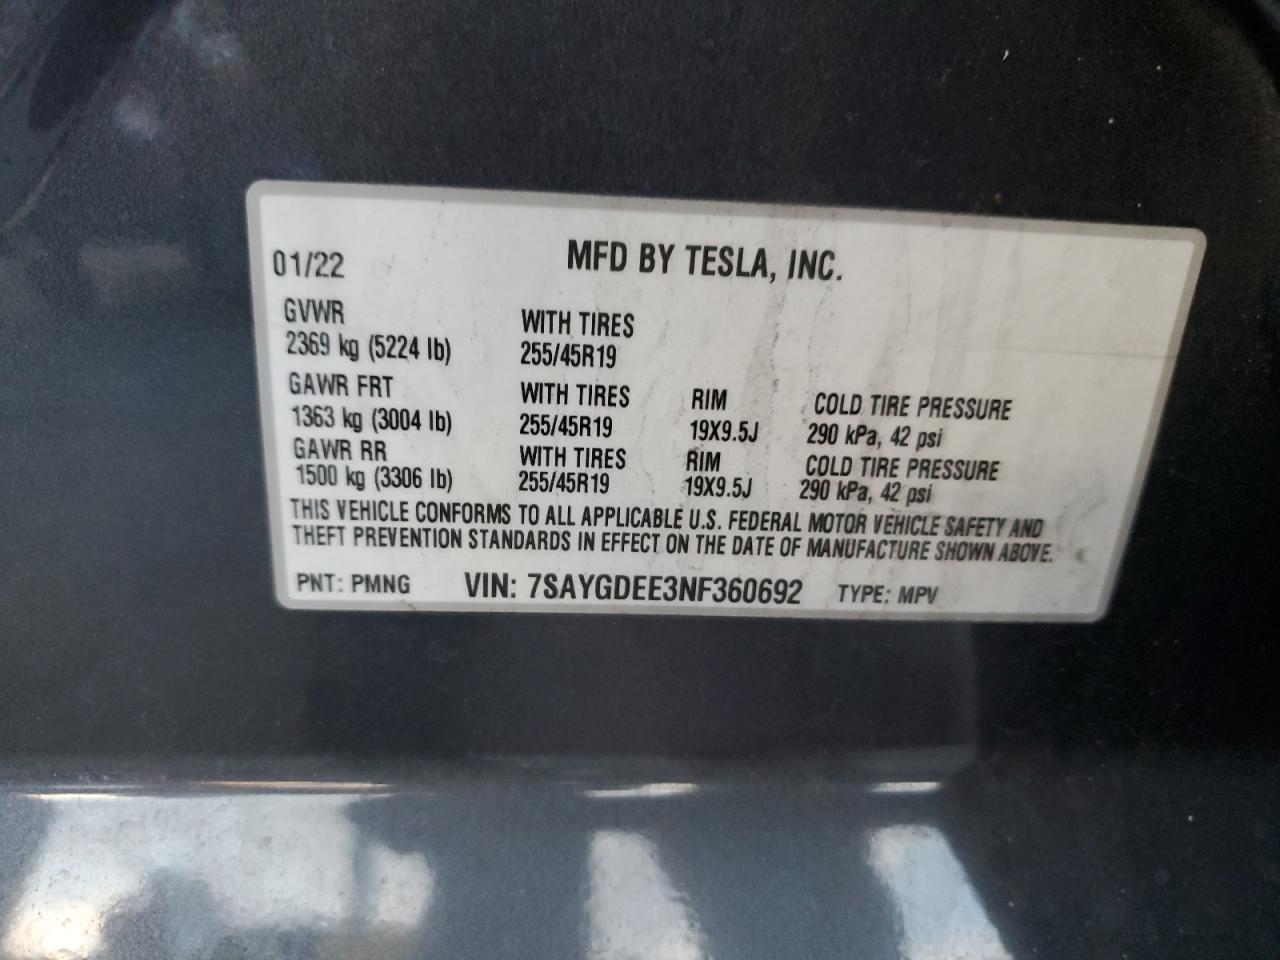 01/22 MFD BY TESLA, INC.
GVWR WITH TIRES
2369 kg (5224 lb) 255/45R19
GAWR FRT WITH TIRES RIM COLD TIRE PRESSURE
1363 kg (3004 lb) 255/45R19 19X9.5J 290 kPa, 42 psi
GAWR RR WITH TIRES RIM COLD TIRE PRESSURE
1500 kg (3306 lb) 255/45R19 19X9.5J 290 kPa, 42 psi
THIS VEHICLE CONFORMS TO ALL APPLICABLE U.S. FEDERAL MOTOR VEHICLE SAFETY AND
THEFT PREVENTION STANDARDS IN EFFECT ON THE DATE OF MANUFACTURE SHOWN ABOVE.
PNT: PMNG VIN: 7SAYGDEE3NF360692 TYPE: MPV